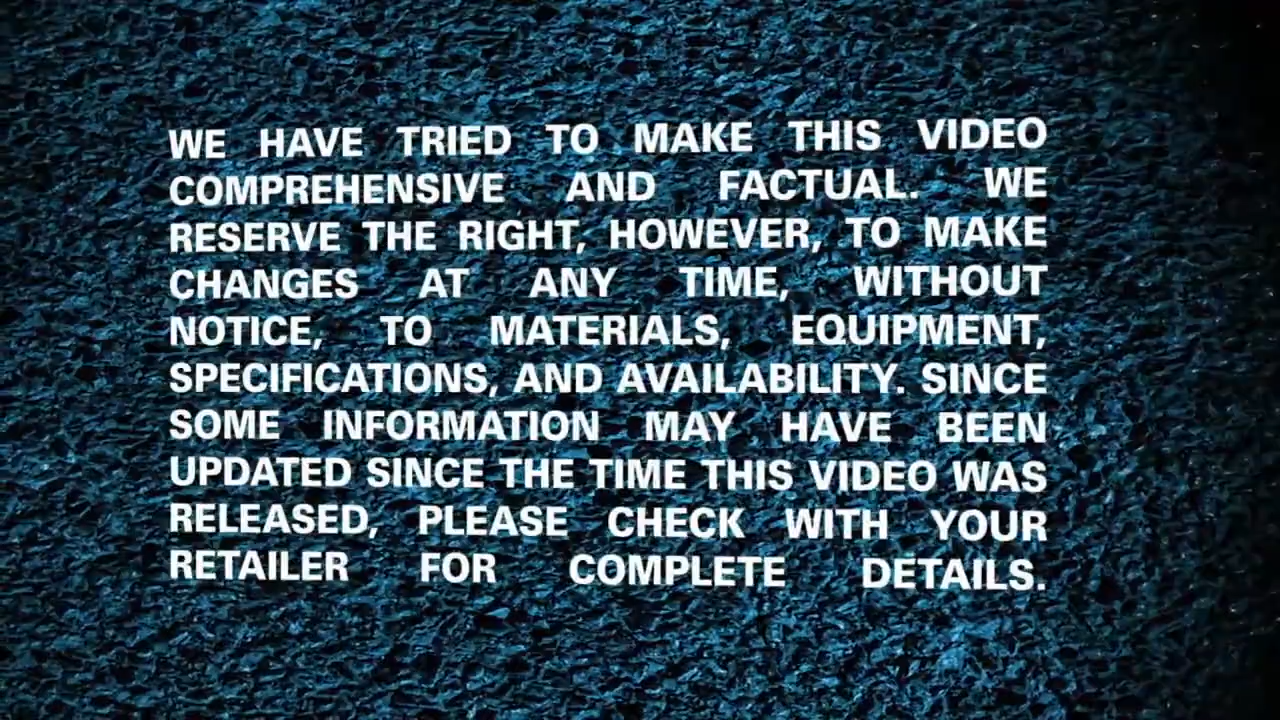 WE HAVE TRIED TO MAKE THIS VIDEO
COMPREHENSIVE AND FACTUAL. WE
RESERVE THE RIGHT, HOWEVER, TO MAKE
CHANGES AT ANY TIME, WITHOUT
NOTICE, TO MATERIALS, EQUIPMENT,
SPECIFICATIONS, AND AVAILABILITY. SINCE
SOME INFORMATION MAY HAVE BEEN
UPDATED SINCE THE TIME THIS VIDEO WAS
RELEASED, PLEASE CHECK WITH YOUR
RETAILER FOR COMPLETE DETAILS.